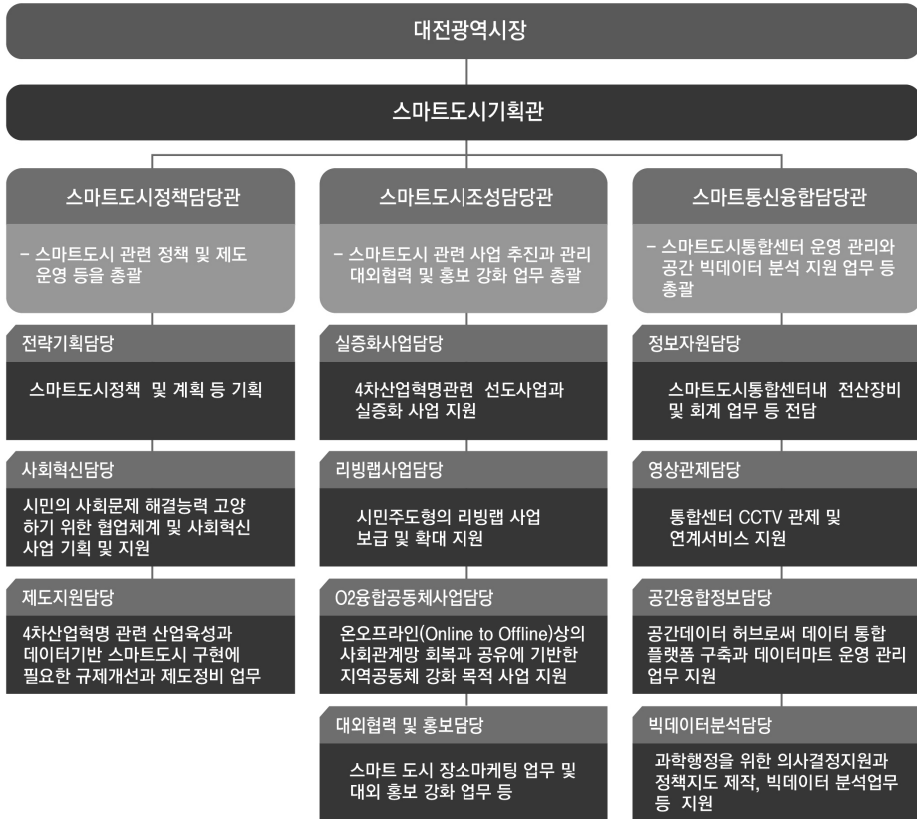 대전광역시장
스마트도시기획관
스마트도시정책담당관
- 스마트도시 관련 정책 및 제도
운영 등을 총괄
전략기획담당
스마트도시정책 및 계획 등 기획
사회혁신담당
시민의 사회문제 해결능력 고양
하기 위한 협업체계 및 사회혁신
사업 기획 및 지원
제도지원담당
4차산업혁명 관련 산업육성과
데이터기반 스마트도시 구현에
필요한 규제개선과 제도정비 업무
스마트도시조성담당관
- 스마트도시 관련 사업 추진과 관리
대외협력 및 홍보 강화 업무 총괄
실증화사업담당
4차산업혁명관련 선도사업과
실증화 사업 지원
리빙랩사업담당
시민주도형의 리빙랩 사업
보급 및 확대 지원
O2융합공동체사업담당
온오프라인(Online to Offline)상의
사회관계망 회복과 공유에 기반한
지역공동체 강화 목적 사업 지원
대외협력 및 홍보담당
스마트 도시 장소마케팅 업무 및
대외 홍보 강화 업무 등
스마트통신융합담당관
- 스마트도시통합센터 운영 관리와
공간 빅데이터 분석 지원 업무 등
총괄
정보자원담당
스마트도시통합센터내 전산장비
및 회계 업무 등 전담
영상관제담당
통합센터 CCTV 관제 및
연계서비스 지원
공간융합정보담당
공간데이터 허브로써 데이터 통합
플랫폼 구축과 데이터마트 운영 관리
업무 지원
빅데이터분석담당
과학행정을 위한 의사결정지원과
정책지도 제작, 빅데이터 분석업무
등 지원